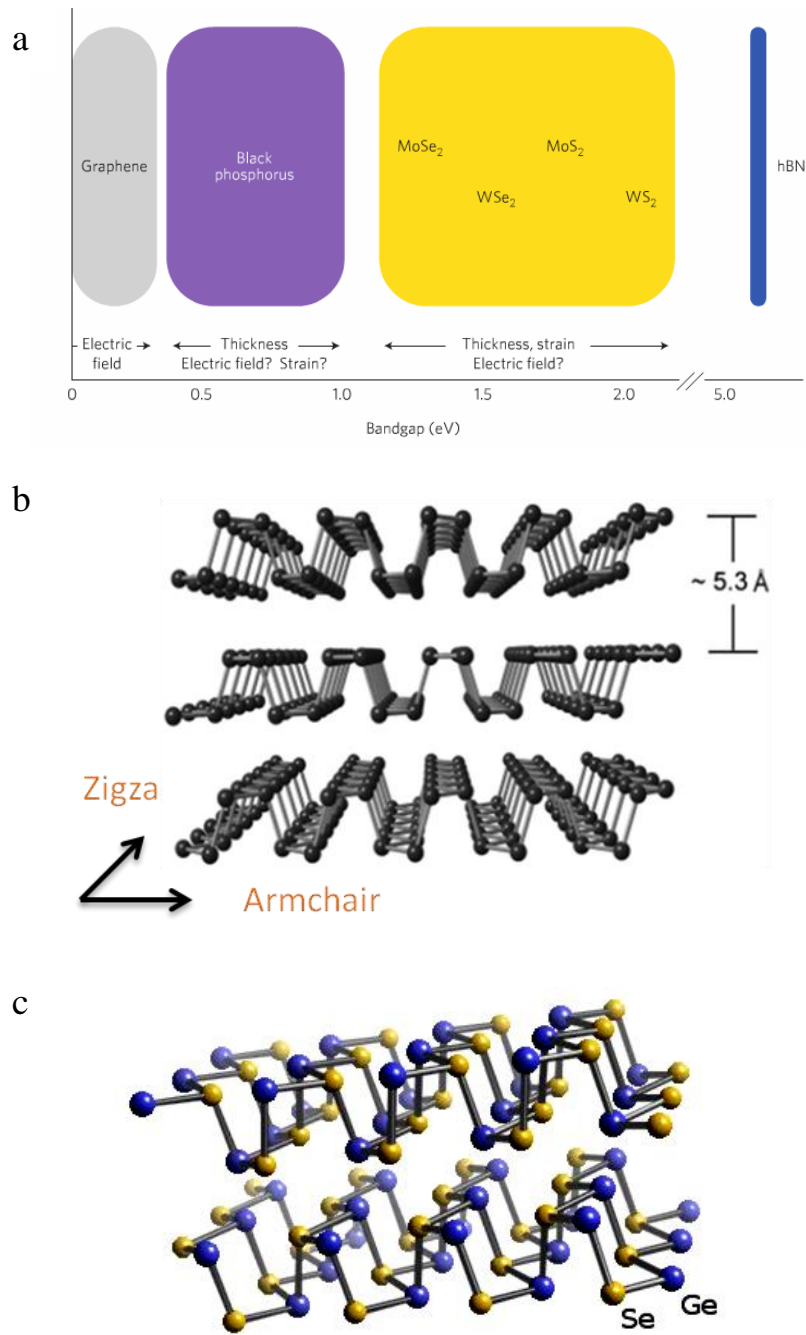 a
Graphene
Black
phosphorus
MoSe₂
MoS₂
WSe₂
WS₂
hBN
Electric
field
Thickness
Electric field? Strain?
Thickness, strain
Electric field?
0
0.5
1.0
1.5
2.0
5.0
Bandgap (eV)
b
~ 5.3 Å
Zigza
Armchair
c
Se
Ge